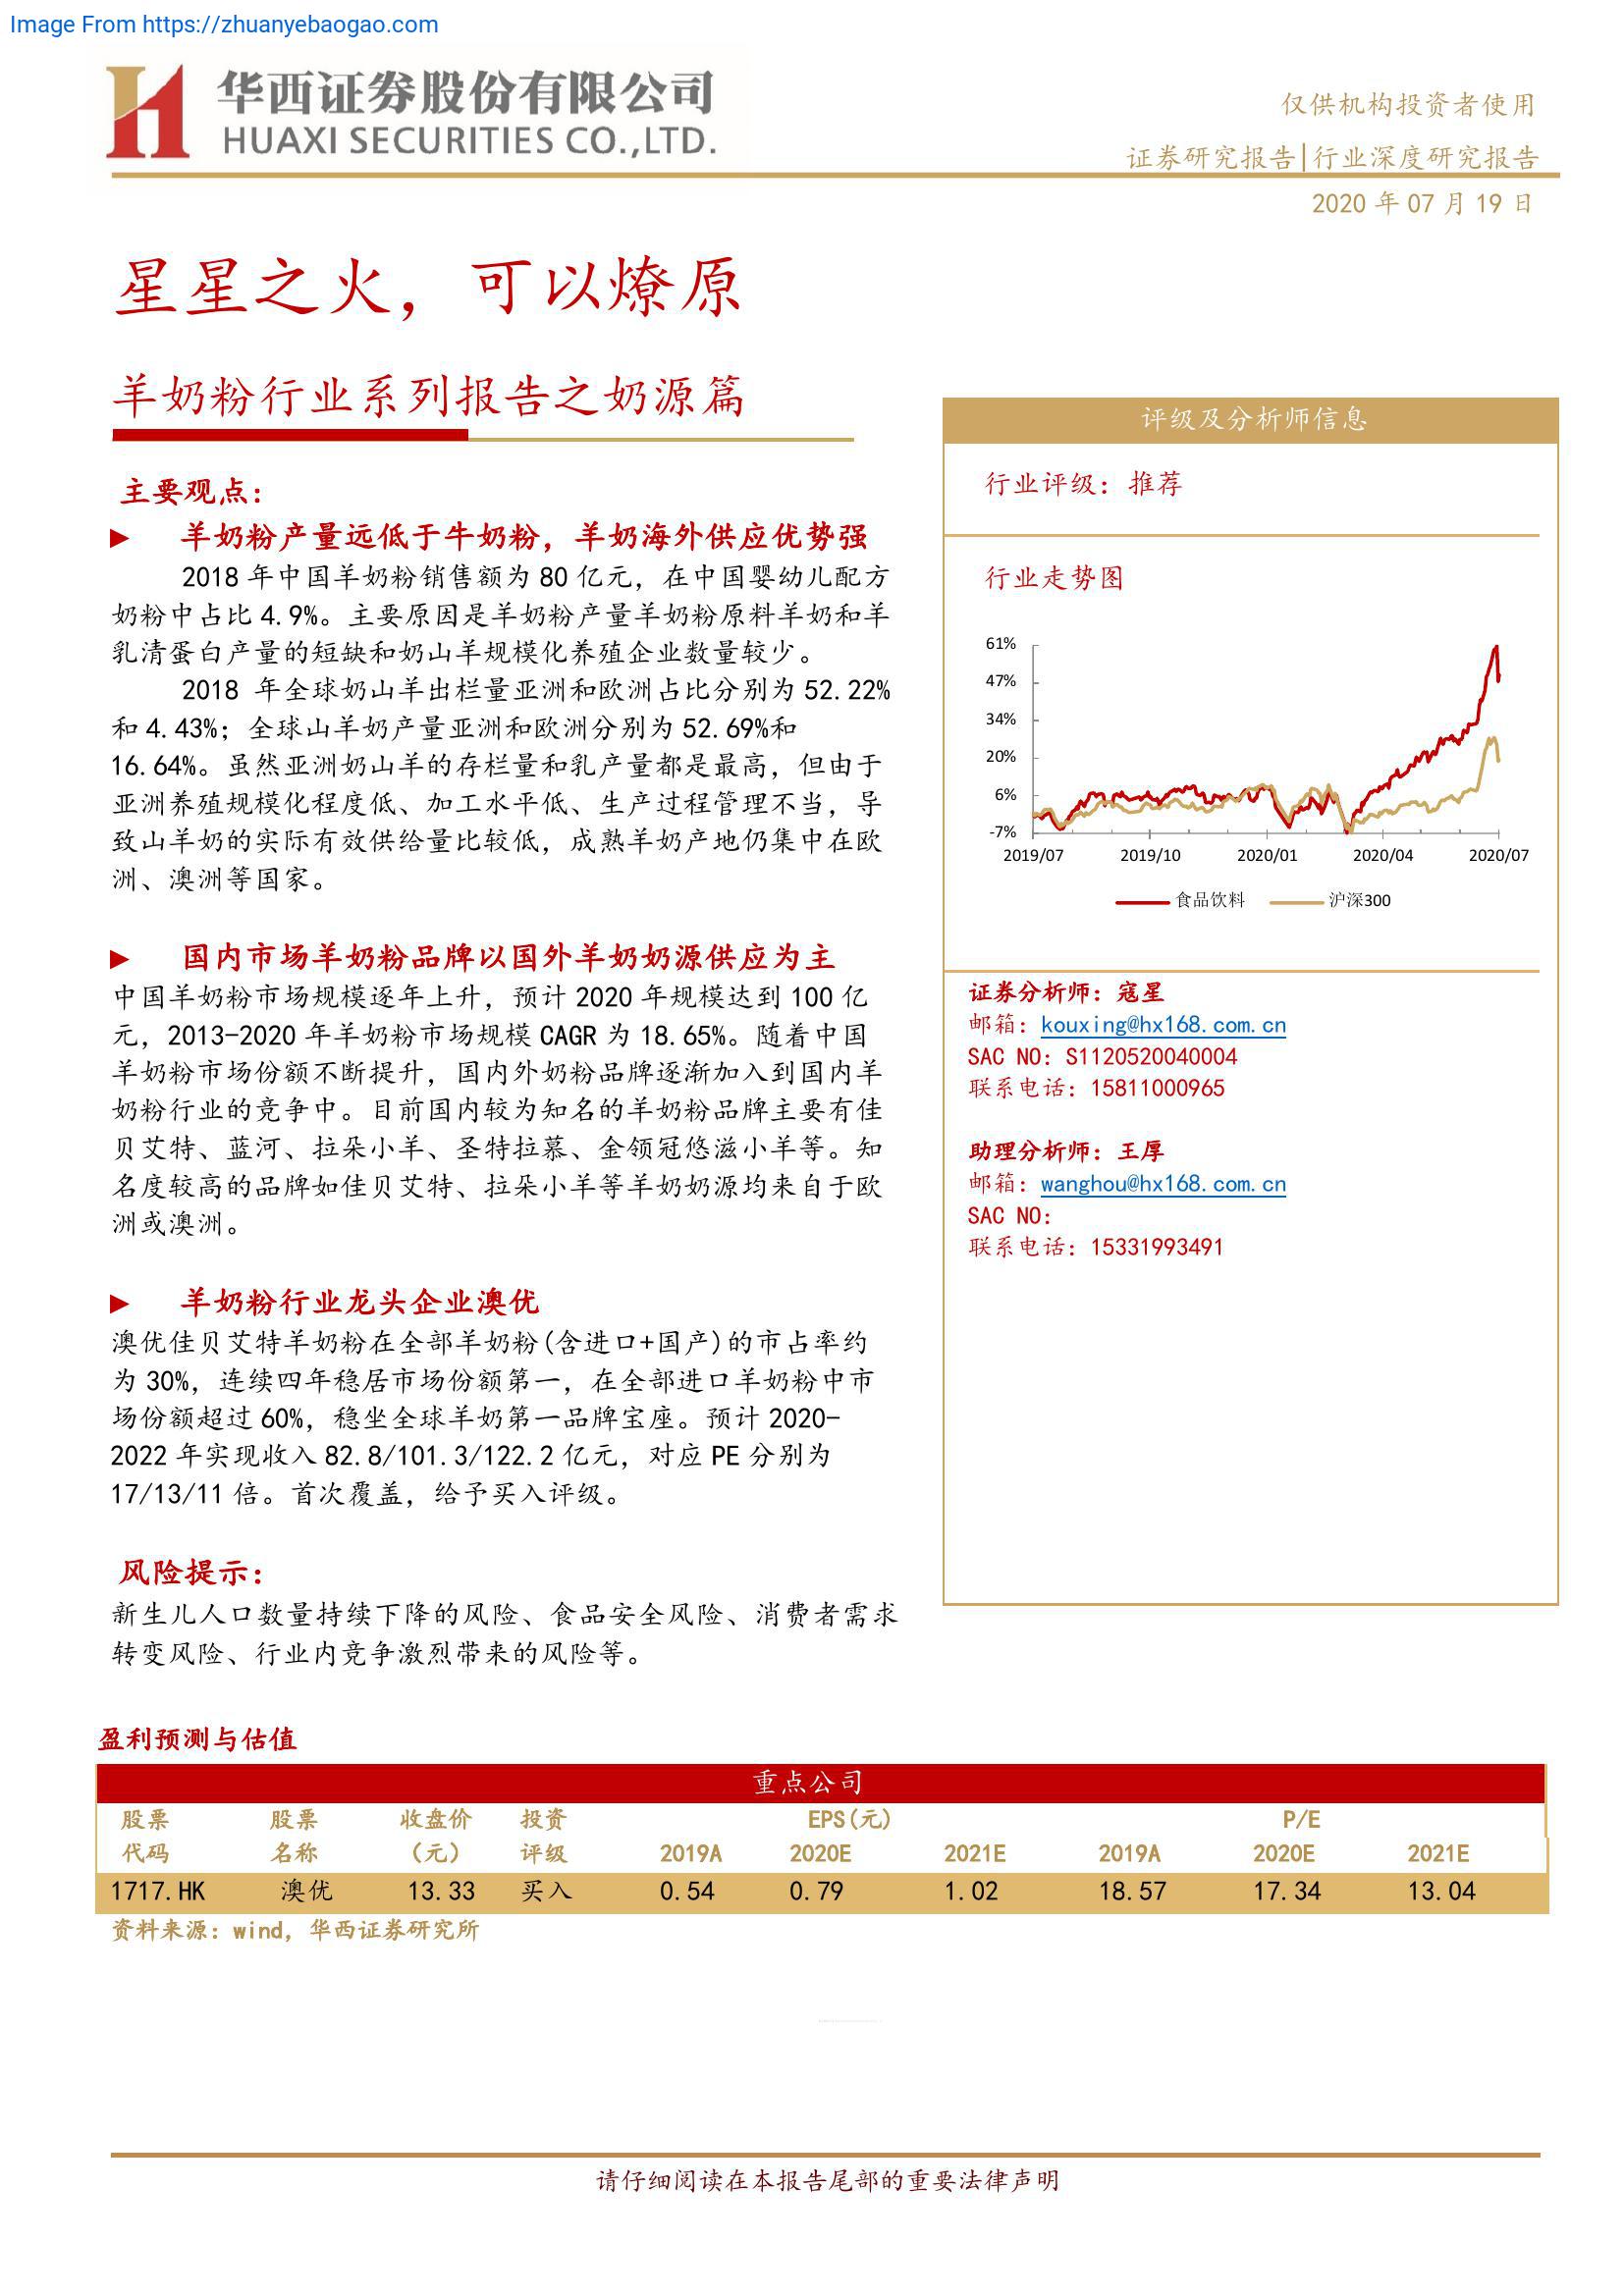 Image From https://zhuanyebaogao.com
华西证券股份有限公司
HUAXI SECURITIES CO.,LTD.
仅供机构投资者使用
证券研究报告|行业深度研究报告
2020 年 07 月 19 日
星星之火，可以燎原
羊奶粉行业系列报告之奶源篇
主要观点：
► 羊奶粉产量远低于牛奶粉，羊奶海外供应优势强
2018 年中国羊奶粉销售额为 80 亿元，在中国婴幼儿配方
奶粉中占比 4.9%。主要原因是羊奶粉产量羊奶粉原料羊奶和羊
乳清蛋白产量的短缺和奶山羊规模化养殖企业数量较少。
2018 年全球奶山羊出栏量亚洲和欧洲占比分别为 52.22%
和 4.43%；全球山羊奶产量亚洲和欧洲分别为 52.69%和
16.64%。虽然亚洲奶山羊的存栏量和乳产量都是最高，但由于
亚洲养殖规模化程度低、加工水平低、生产过程管理不当，导
致山羊奶的实际有效供给量比较低，成熟羊奶产地仍集中在欧
洲、澳洲等国家。
► 国内市场羊奶粉品牌以国外羊奶奶源供应为主
中国羊奶粉市场规模逐年上升，预计 2020 年规模达到 100 亿
元，2013-2020 年羊奶粉市场规模 CAGR 为 18.65%。随着中国
羊奶粉市场份额不断提升，国内外奶粉品牌逐渐加入到国内羊
奶粉行业的竞争中。目前国内较为知名的羊奶粉品牌主要有佳
贝艾特、蓝河、拉朵小羊、圣特拉慕、金领冠悠滋小羊等。知
名度较高的品牌如佳贝艾特、拉朵小羊等羊奶奶源均来自于欧
洲或澳洲。
► 羊奶粉行业龙头企业澳优
澳优佳贝艾特羊奶粉在全部羊奶粉(含进口+国产)的市占率约
为 30%，连续四年稳居市场份额第一，在全部进口羊奶粉中市
场份额超过 60%，稳坐全球羊奶第一品牌宝座。预计 2020-
2022 年实现收入 82.8/101.3/122.2 亿元，对应 PE 分别为
17/13/11 倍。首次覆盖，给予买入评级。
风险提示：
新生儿人口数量持续下降的风险、食品安全风险、消费者需求
转变风险、行业内竞争激烈带来的风险等。
评级及分析师信息
行业评级：推荐
行业走势图
61%
47%
34%
20%
6%
-7%
2019/07 2019/10 2020/01 2020/04 2020/07
食品饮料 沪深300
证券分析师：寇星
邮箱：kouxing@hx168.com.cn
SAC NO：S1120520040004
联系电话：15811000965
助理分析师：王厚
邮箱：wanghou@hx168.com.cn
SAC NO：
联系电话：15331993491
盈利预测与估值
重点公司
股票 股票 收盘价 投资 EPS(元) P/E
代码 名称 （元） 评级 2019A 2020E 2021E 2019A 2020E 2021E
1717.HK 澳优 13.33 买入 0.54 0.79 1.02 18.57 17.34 13.04
资料来源：wind，华西证券研究所
请仔细阅读在本报告尾部的重要法律声明